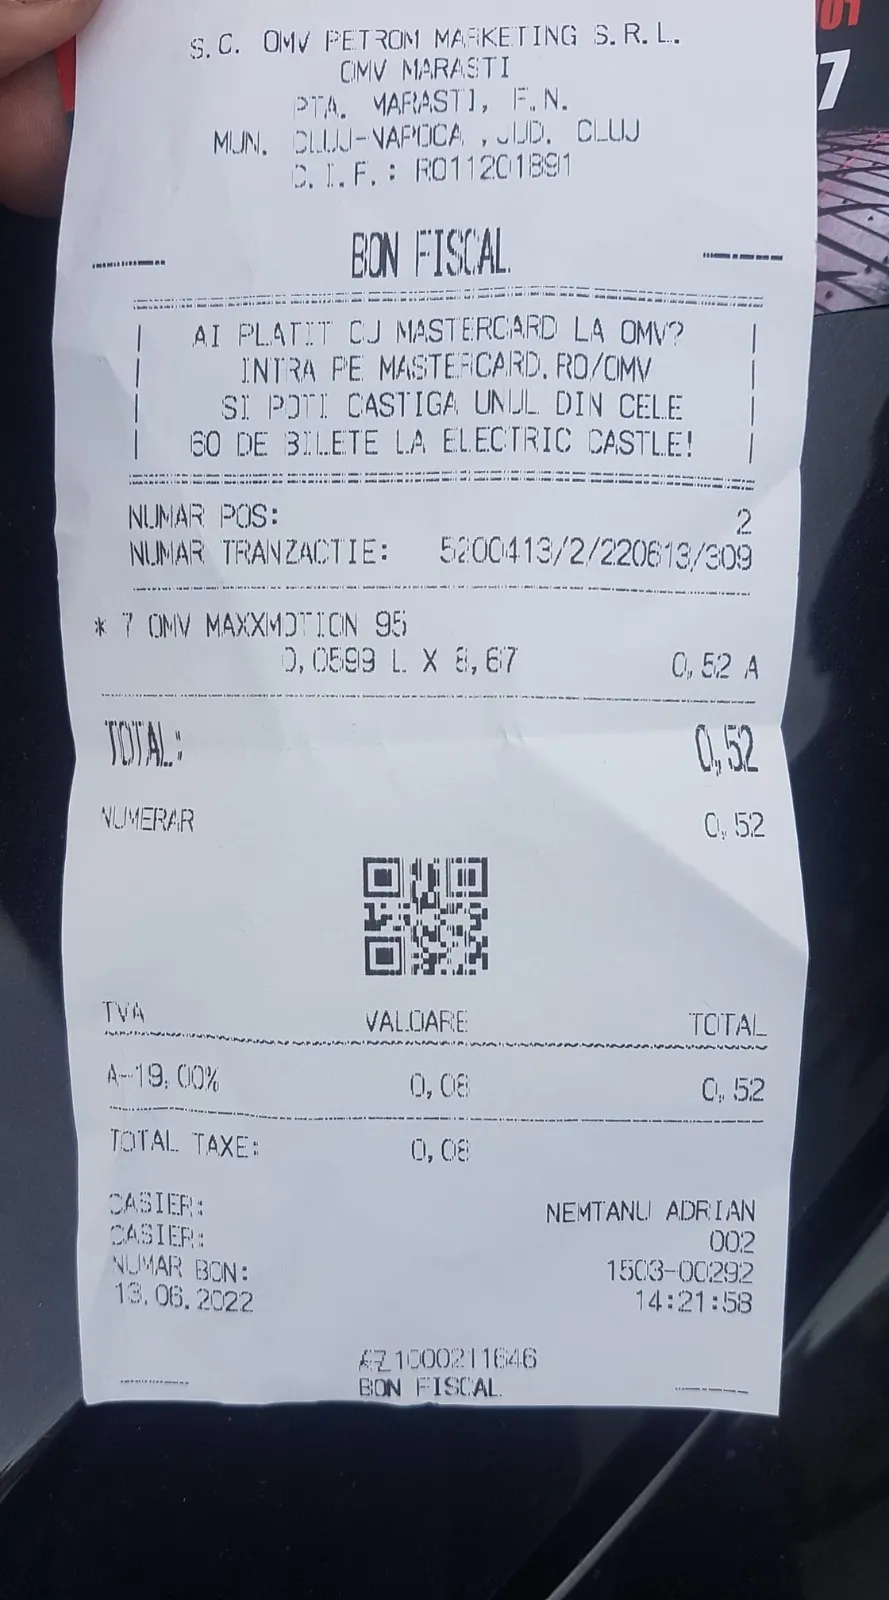 S.C. OMV PETROM MARKETING S.R.L.
OMV MARASTI
PTA. MARASTI, F.N.
MUN. CLUJ-NAPOCA ,JUD. CLUJ
C.I.F.: RO11201891
BON FISCAL
AI PLATIT CU MASTERCARD LA OMV?
INTRA PE MASTERCARD.RO/OMV
SI POTI CASTIGA UNUL DIN CELE
60 DE BILETE LA ELECTRIC CASTLE!
NUMAR POS: 2
NUMAR TRANZACTIE: 5200413/2/220613/309
* 7 OMV MAXXMOTION 95
0,0599 L X 8,67 0,52 A
TOTAL: 0,52
NUMERAR 0,52
TVA VALOARE TOTAL
A-19,00% 0,08 0,52
TOTAL TAXE: 0,08
CASIER: NEMTANU ADRIAN
CASIER: 002
NUMAR BON: 1503-00292
13.06.2022 14:21:58
1000211646
BON FISCAL
7